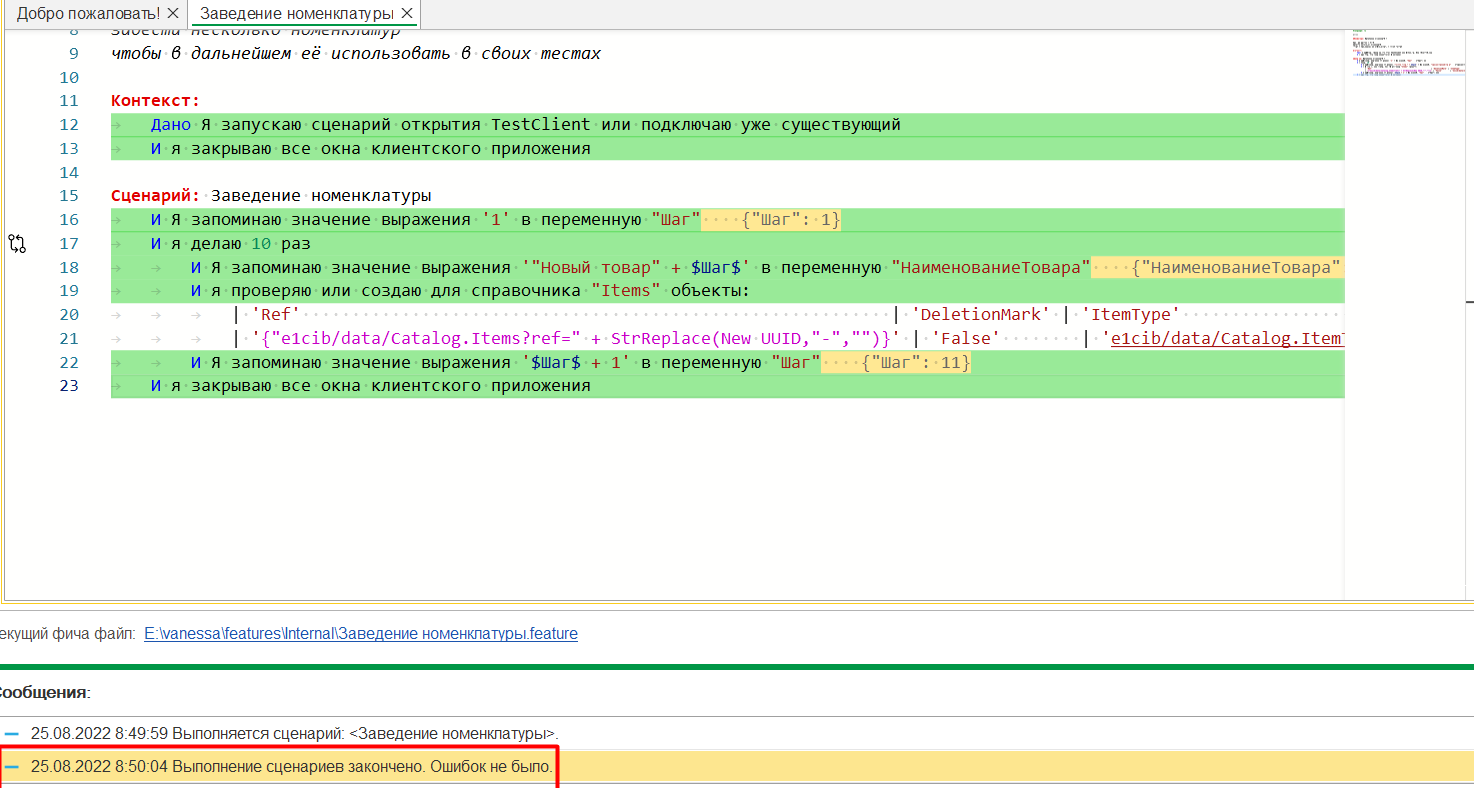 Добро пожаловать! Заведение номенклатуры
8 завести несколько номенклатур
9 чтобы в дальнейшем её использовать в своих тестах
10
11 Контекст:
12 Дано Я запускаю сценарий открытия TestClient или подключаю уже существующий
13 И я закрываю все окна клиентского приложения
14
15 Сценарий: Заведение номенклатуры
16 И Я запоминаю значение выражения '1' в переменную "Шаг" {"Шаг": 1}
17 И я делаю 10 раз
18 И Я запоминаю значение выражения '"Новый товар" + $Шаг$' в переменную "НаименованиеТовара" {"НаименованиеТовара"
19 И я проверяю или создаю для справочника "Items" объекты:
20 | 'Ref' | 'DeletionMark' | 'ItemType'
21 | '{"e1cib/data/Catalog.Items?ref=" + StrReplace(New UUID,"-","")}' | 'False' | 'e1cib/data/Catalog.Item
22 И Я запоминаю значение выражения '$Шаг$ + 1' в переменную "Шаг" {"Шаг": 11}
23 И я закрываю все окна клиентского приложения
екущий фича файл: E:\vanessa\features\Internal\Заведение номенклатуры.feature
Сообщения:
25.08.2022 8:49:59 Выполняется сценарий: <Заведение номенклатуры>.
25.08.2022 8:50:04 Выполнение сценариев закончено. Ошибок не было.